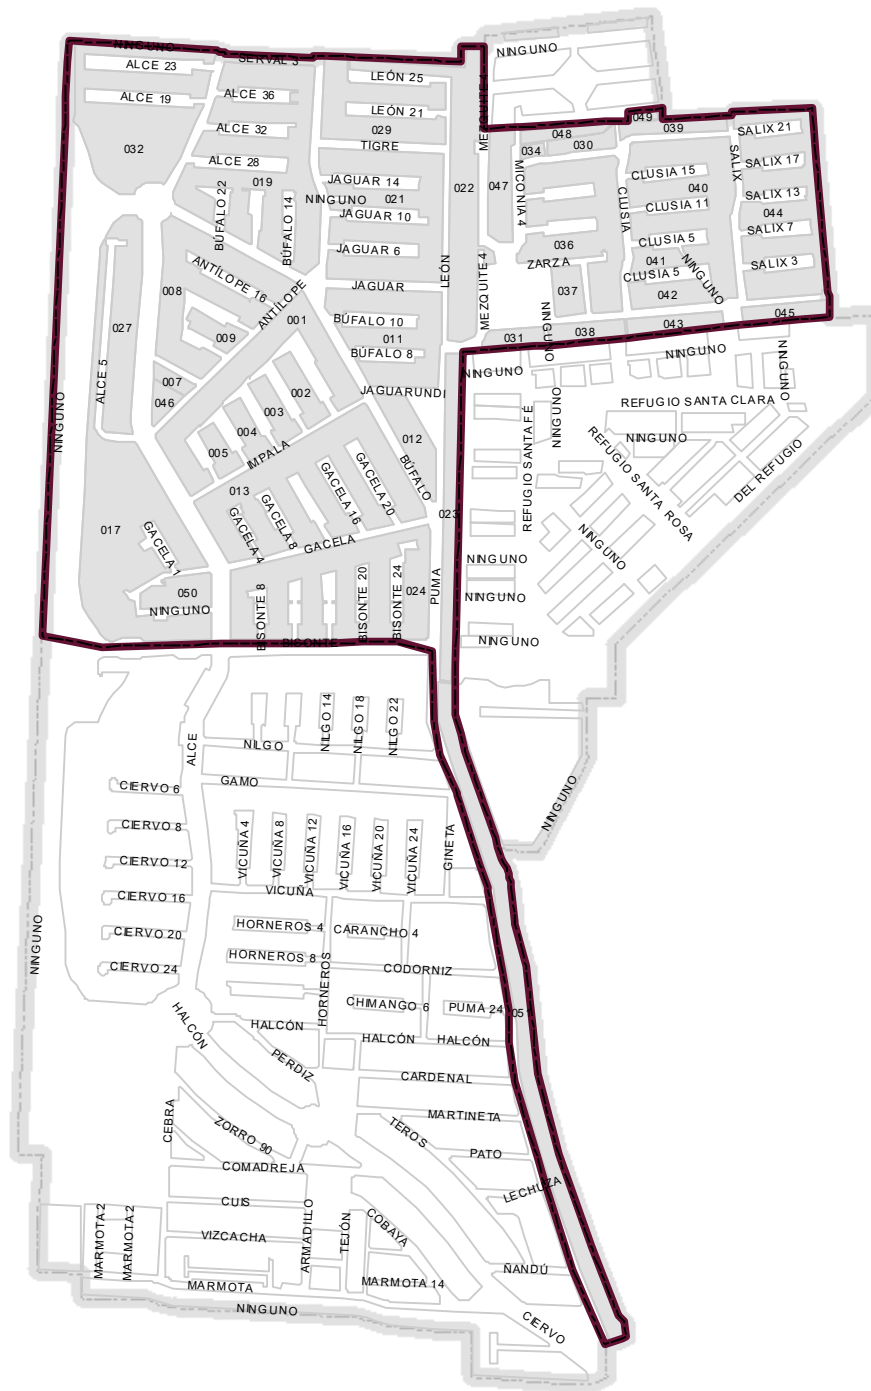 NINGUNO
NINGUNO
SERVAL 3
ALCE 23
LEÓN 25
MEZQUITE 4
ALCE 19
ALCE 36
LEÓN 21
049
048
039
SALIX 21
ALCE 32
029
030
034
032
TIGRE
ALCE 28
SALIX
SALIX 17
CLUSIA 15
019
JAGUAR 14
022
047
MICONIA 4
040
SALIX 13
BÚFALO 22
BÚFALO 14
NINGUNO
021
CLUSIA
CLUSIA 11
044
JAGUAR 10
SALIX 7
036
CLUSIA 5
JAGUAR 6
ZARZA
041
NINGUNO
SALIX 3
ANTÍLOPE 16
LEÓN
CLUSIA 5
008
ANTÍLOPE
JAGUAR
037
042
MEZQUITE 4
NINGUNO
001
BÚFALO 10
045
027
043
009
011
031
038
BÚFALO 8
NINGUNO
NINGUNO
ALCE 5
007
NINGUNO
JAGUARUNDI
046
002
REFUGIO SANTA CLARA
003
NINGUNO
NINGUNO
004
012
NINGUNO
005
IMPALA
REFUGIO SANTA FÉ
REFUGIO SANTA ROSA
DEL REFUGIO
BÚFALO
013
GACELA 20
GACELA 16
GACELA 8
GACELA 4
023
017
GACELA
NINGUNO
GACELA 1
NINGUNO
PUMA
050
BISONTE 8
BISONTE 20
BISONTE 24
024
NINGUNO
NINGUNO
BISONTE
NINGUNO
NILGO 14
NILGO 18
NILGO 22
ALCE
NILGO
GAMO
CIERVO 6
NINGUNO
CIERVO 8
VICUÑA 4
VICUÑA 8
VICUÑA 12
VICUÑA 16
VICUÑA 20
VICUÑA 24
GINETA
CIERVO 12
VICUÑA
CIERVO 16
HORNEROS 4
CARANCHO 4
CIERVO 20
NINGUNO
HORNEROS 8
CIERVO 24
CODORNIZ
HORNEROS
CHIMANGO 6
PUMA 24
051
HALCÓN
HALCÓN
HALCÓN
HALCÓN
PERDIZ
CARDENAL
CEBRA
MARTINETA
ZORRO 90
TEROS
PATO
COMADREJA
LECHUZA
CUIS
ARMADILLO
TEJÓN
COBAYA
MARMOTA 2
MARMOTA 2
VIZCACHA
ÑANDÚ
MARMOTA
MARMOTA 14
NINGUNO
CIERVO